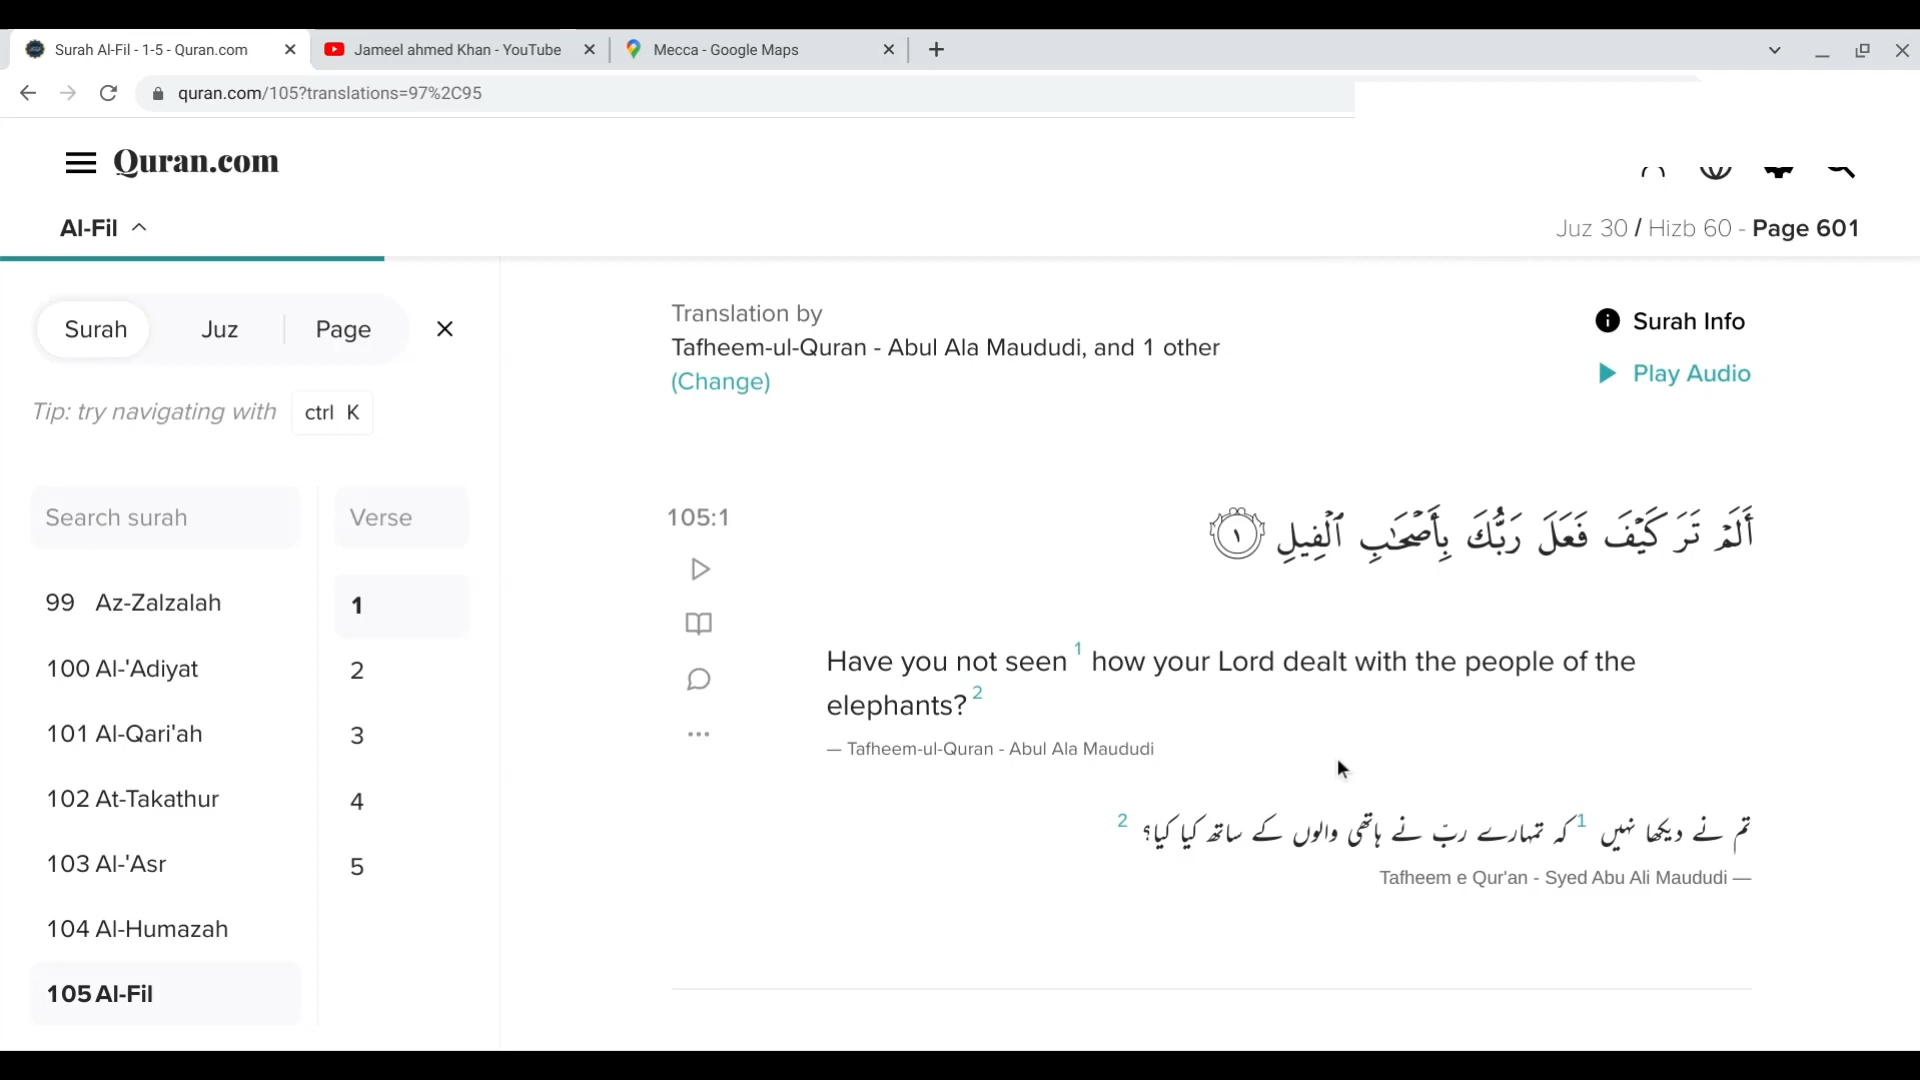 Surah Al-Fil - 1-5 - Quran.com
Jameel ahmed Khan - YouTube
Mecca - Google Maps
quran.com/105?translations=97%2C95
Quran.com
Al-Fil
Juz 30 / Hizb 60 - Page 601
Surah Juz Page
Tip: try navigating with ctrl K
Search surah
Verse
99 Az-Zalzalah
100 Al-'Adiyat
101 Al-Qari'ah
102 At-Takathur
103 Al-'Asr
104 Al-Humazah
105 Al-Fil
1
2
3
4
5
Translation by
Tafheem-ul-Quran - Abul Ala Maududi, and 1 other
(Change)
Surah Info
Play Audio
105:1
أَلَمْ تَرَ كَيْفَ فَعَلَ رَبُّكَ بِأَصْحَـٰبِ ٱلْفِيلِ ١
Have you not seen 1 how your Lord dealt with the people of the
elephants? 2
— Tafheem-ul-Quran - Abul Ala Maududi
تم نے دیکھا نہیں 1 کہ تمہارے ربّ نے ہاتھی والوں کے ساتھ کیا کیا؟ 2
Tafheem e Qur'an - Syed Abu Ali Maududi —